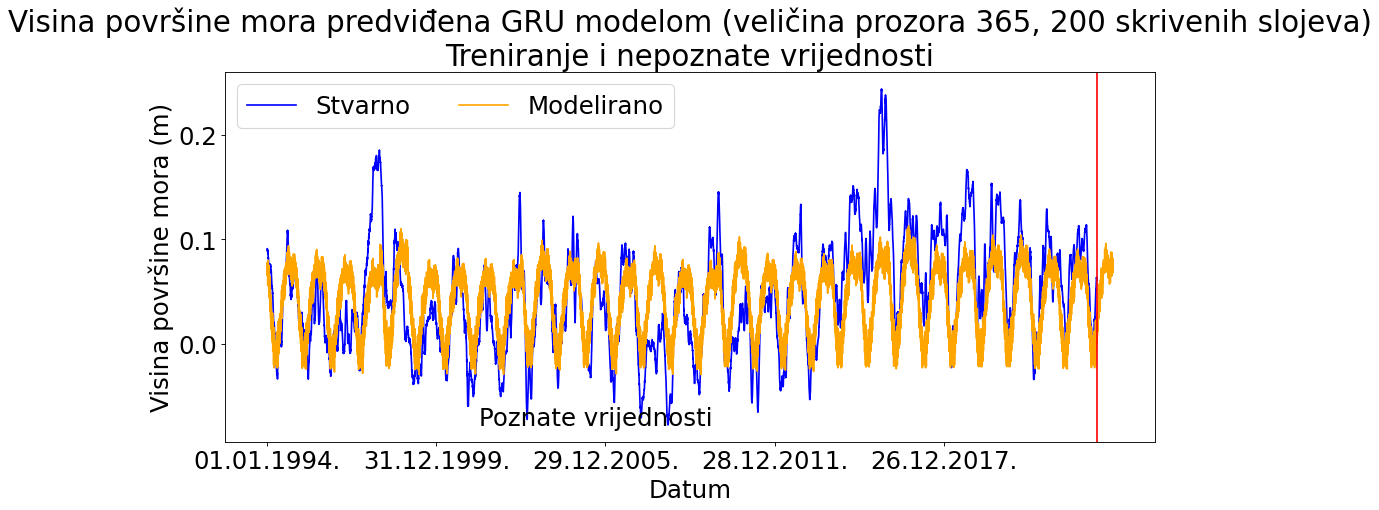 Visina površine mora predviđena GRU modelom (veličina prozora 365, 200 skrivenih slojeva)
Treniranje i nepoznate vrijednosti
Stvarno
Modelirano
Visina površine mora (m)
0.2
0.1
0.0
Poznate vrijednosti
01.01.1994.
31.12.1999.
29.12.2005.
28.12.2011.
26.12.2017.
Datum